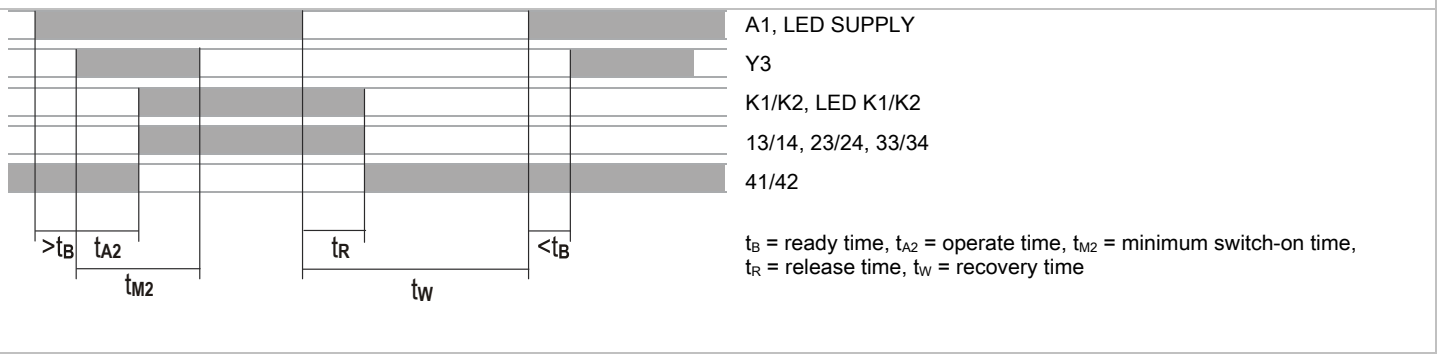 A1, LED SUPPLY
Y3
K1/K2, LED K1/K2
13/14, 23/24, 33/34
41/42
>tB tA2 tR <tB
tM2 tW
tB = ready time, tA2 = operate time, tM2 = minimum switch-on time,
tR = release time, tW = recovery time